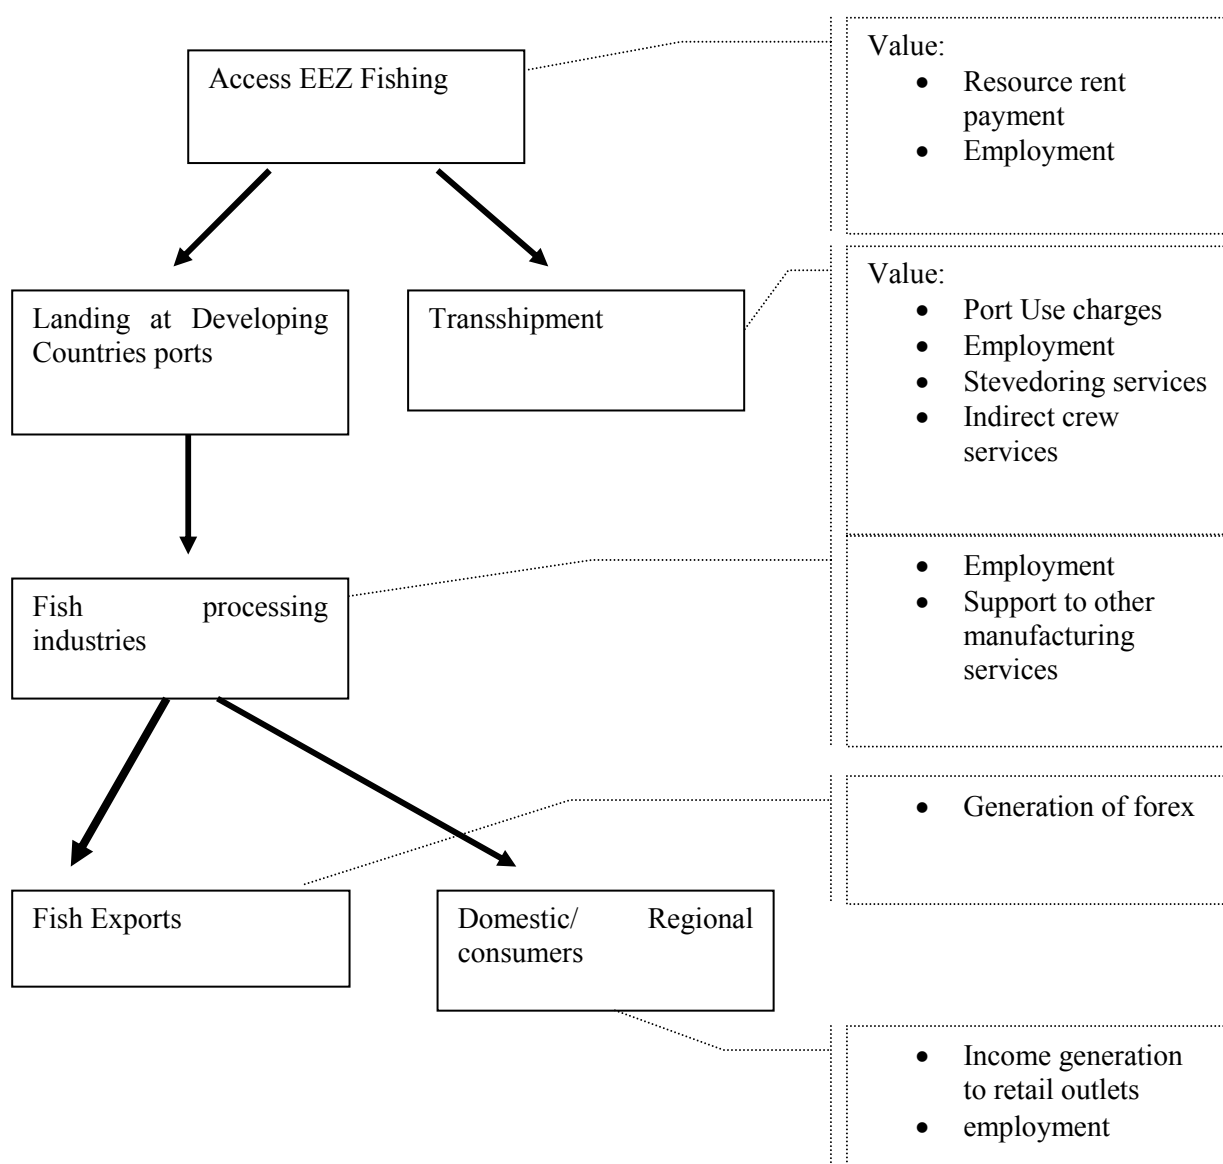 Access EEZ Fishing
Value:
• Resource rent
payment
• Employment
Landing at Developing
Countries ports
Transshipment
Value:
• Port Use charges
• Employment
• Stevedoring services
• Indirect crew
services
Fish processing
industries
• Employment
• Support to other
manufacturing
services
• Generation of forex
Fish Exports
Domestic/ Regional
consumers
• Income generation
to retail outlets
• employment